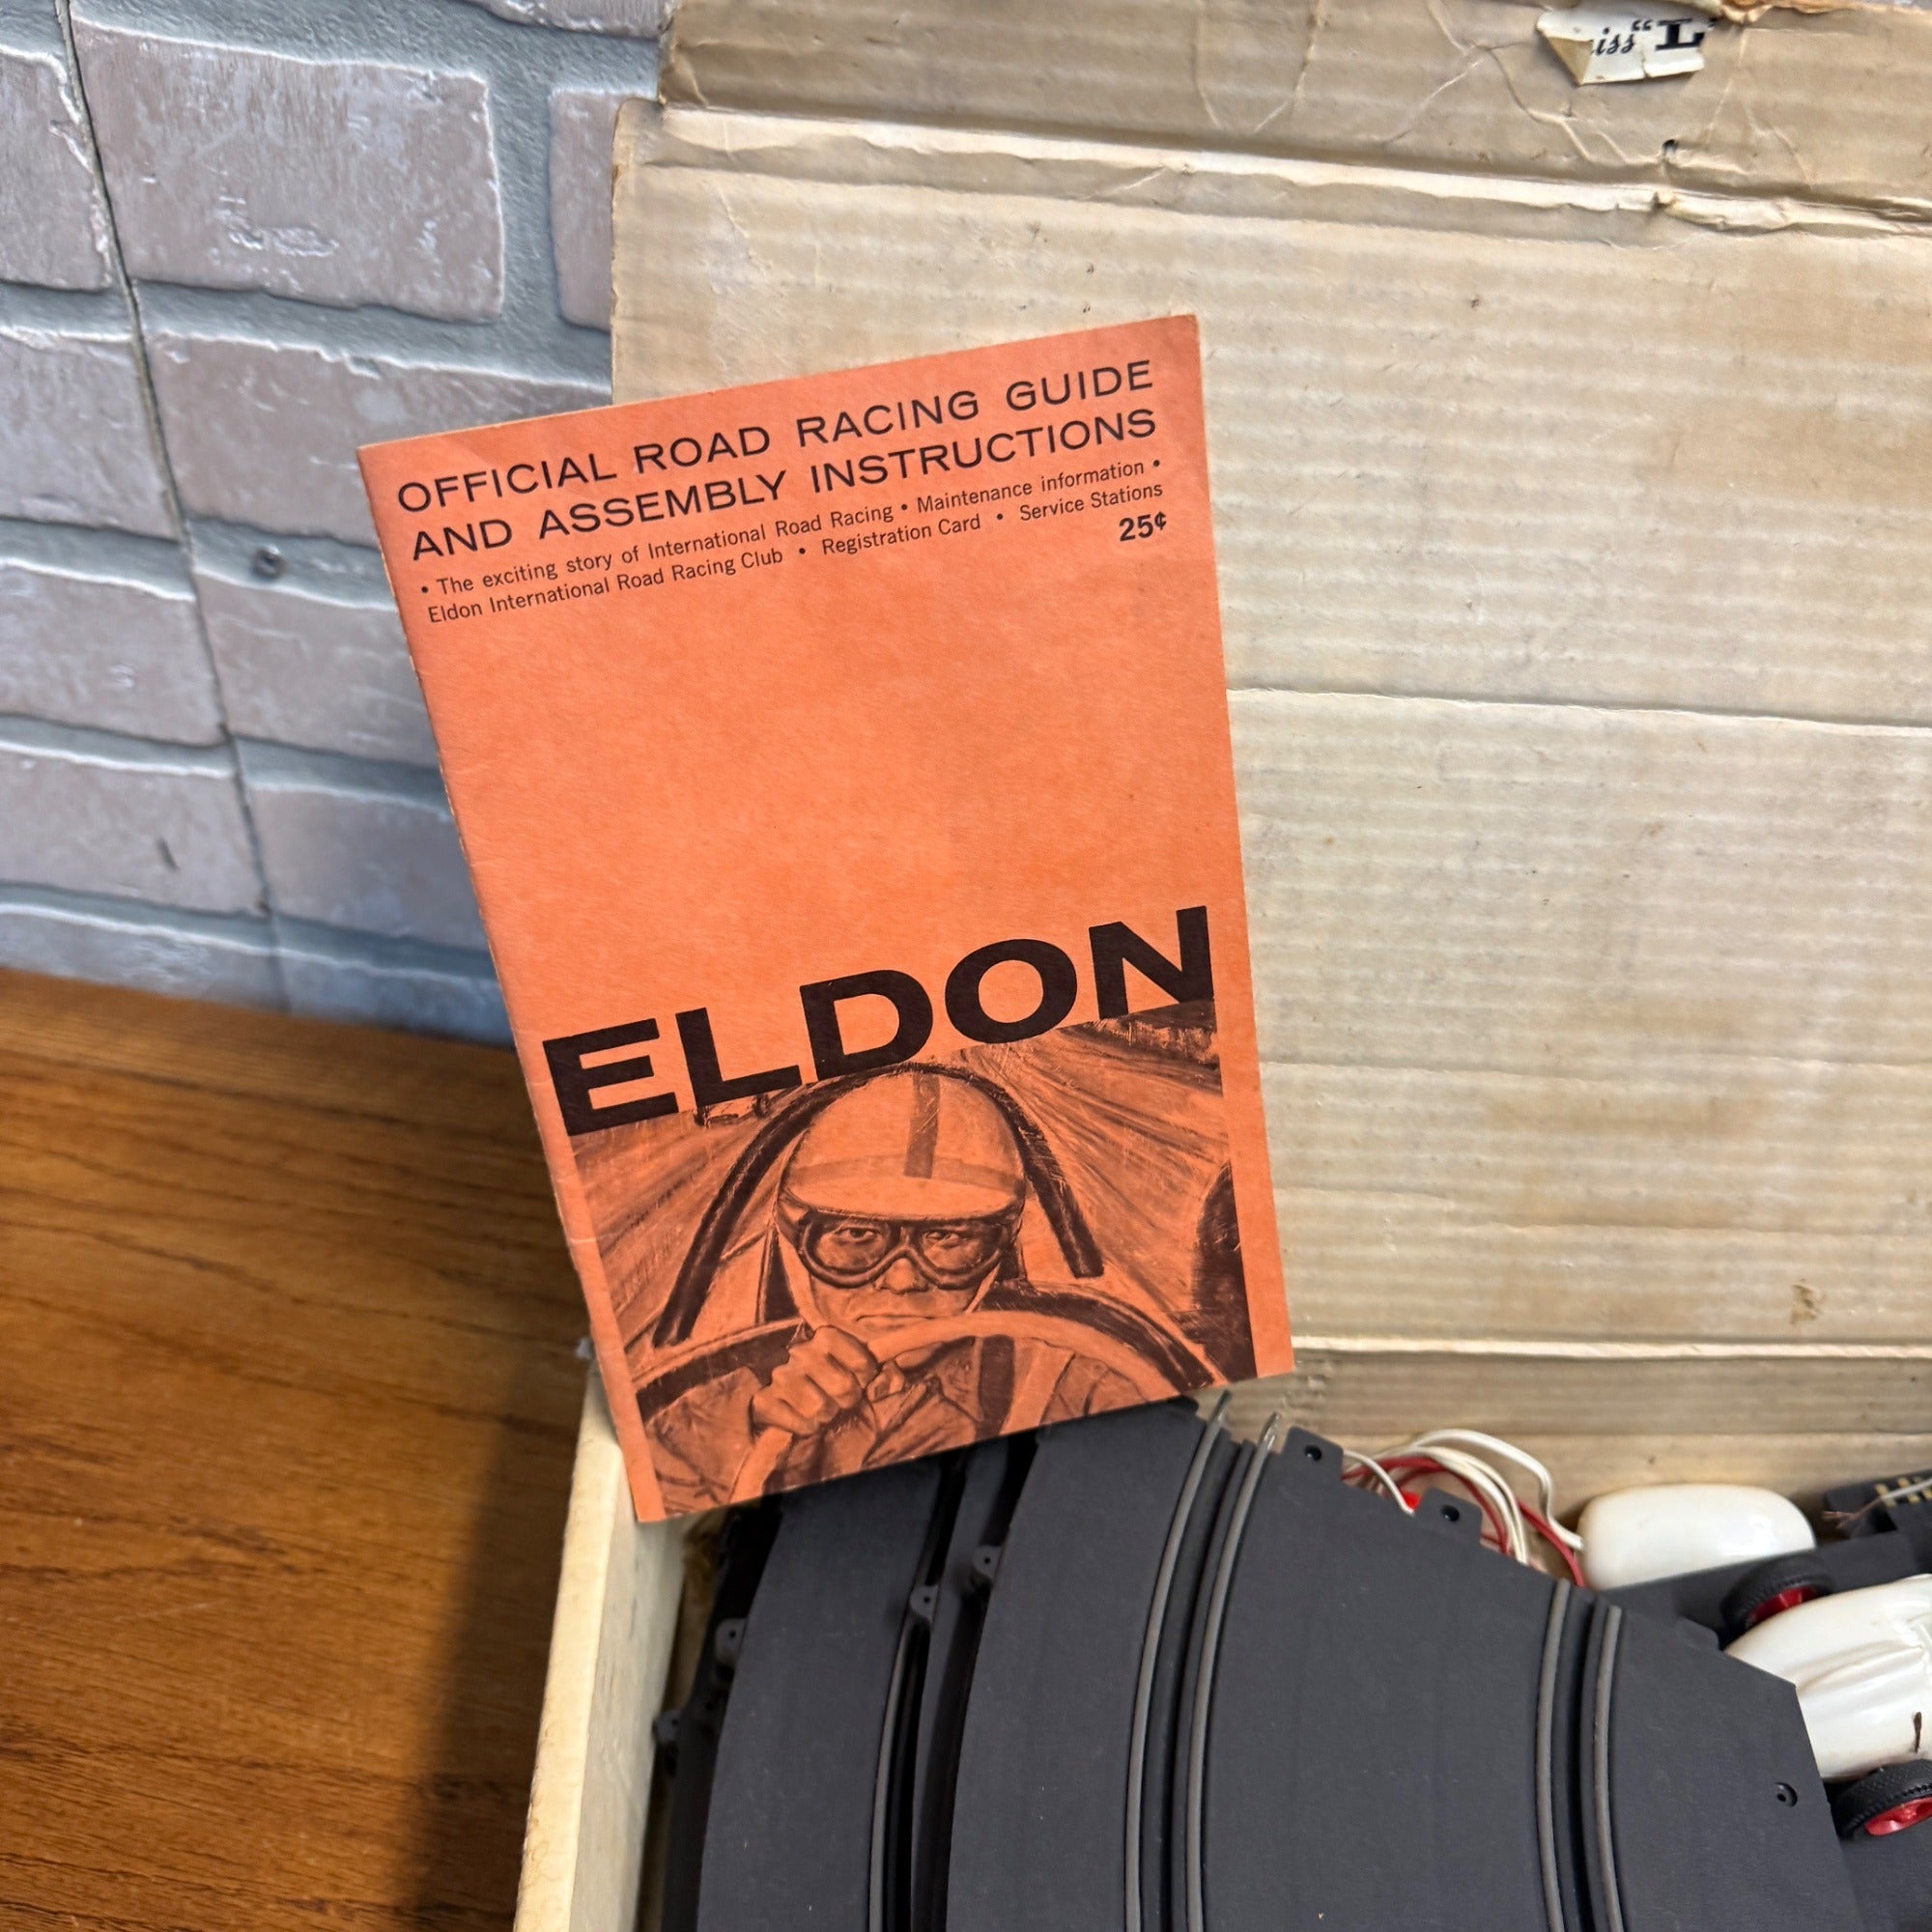 iss "L
OFFICIAL ROAD RACING GUIDE
AND ASSEMBLY INSTRUCTIONS
• The exciting story of International Road Racing • Maintenance information •
Eldon International Road Racing Club • Registration Card • Service Stations
25¢
ELDON